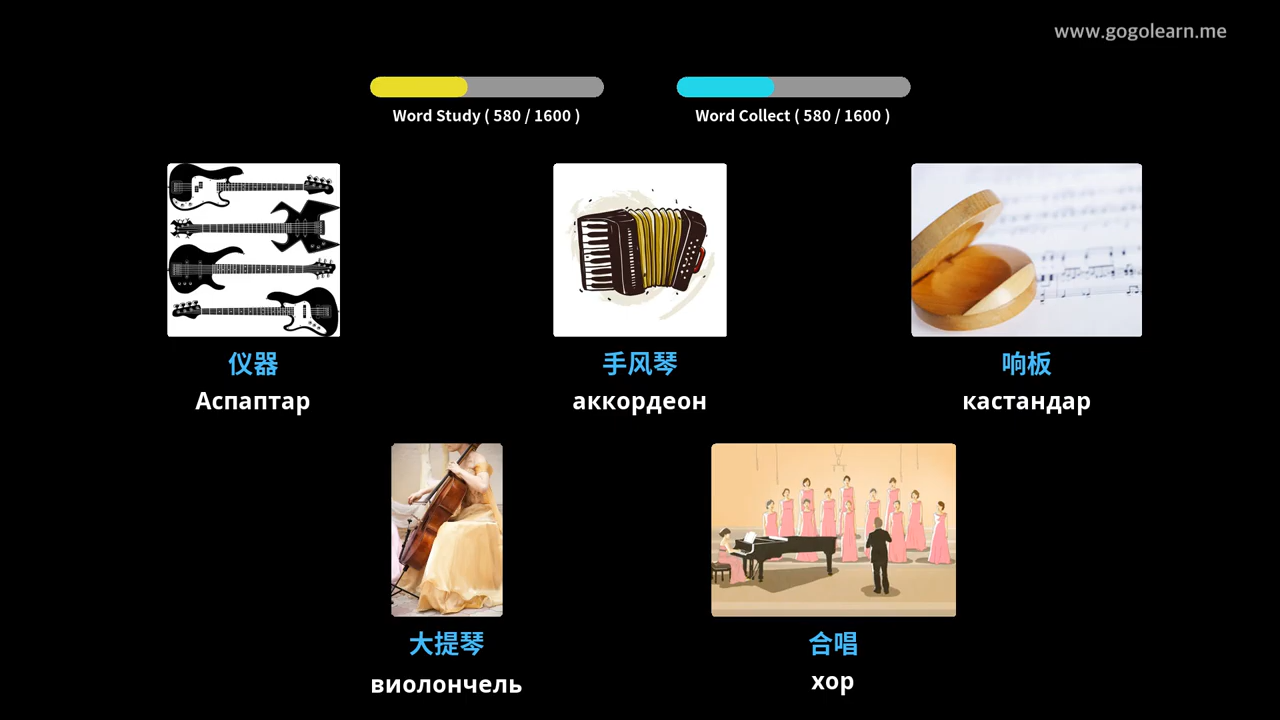 www.gogolearn.me
Word Study ( 580 / 1600 )
Word Collect ( 580 / 1600 )
仪器
Аспаптар
手风琴
аккордеон
响板
кастандар
大提琴
виолончель
合唱
хор